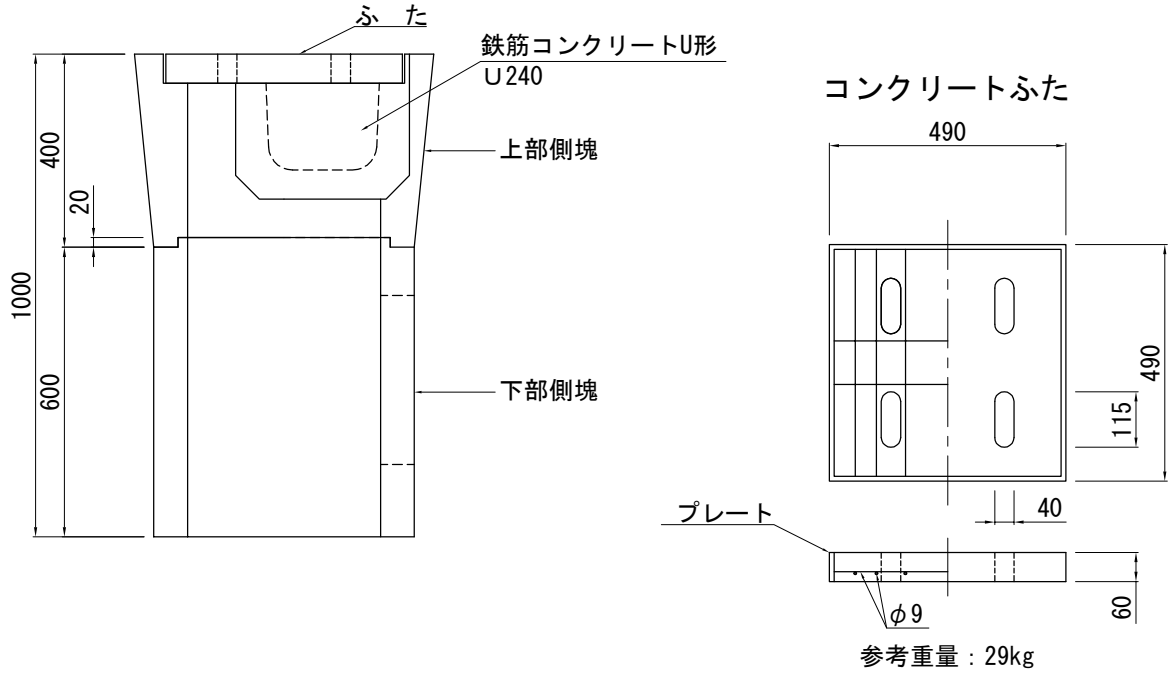 ふ た
鉄筋コンクリートU形
U240
上部側塊
下部側塊
400
20
1000
600
コンクリートふた
490
490
115
40
プレート
φ9
60
参考重量：29kg